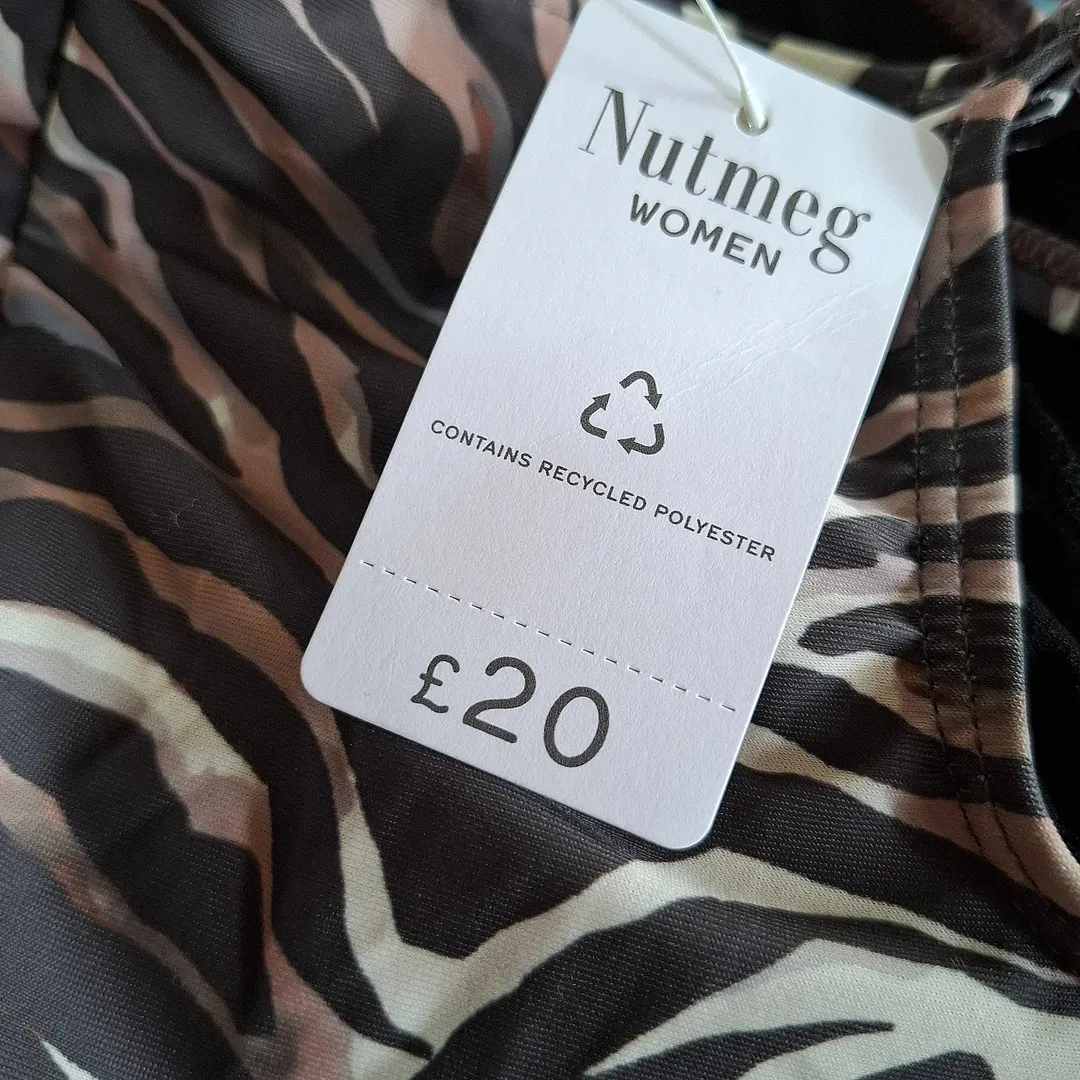 Nutmeg
WOMEN
CONTAINS RECYCLED POLYESTER
£20